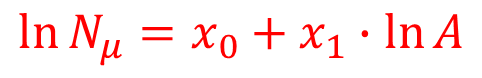 ln N_μ = x_0 + x_1 · ln A